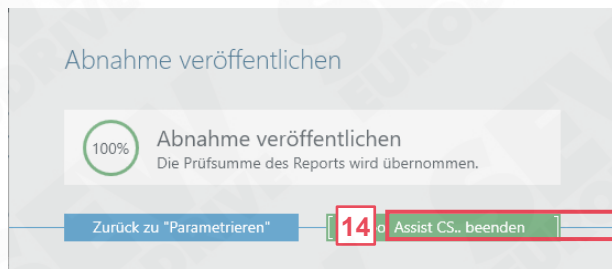 Abnahme veröffentlichen
100%
Abnahme veröffentlichen
Die Prüfsumme des Reports wird übernommen.
Zurück zu "Parametrieren"
14
Assist CS.. beenden